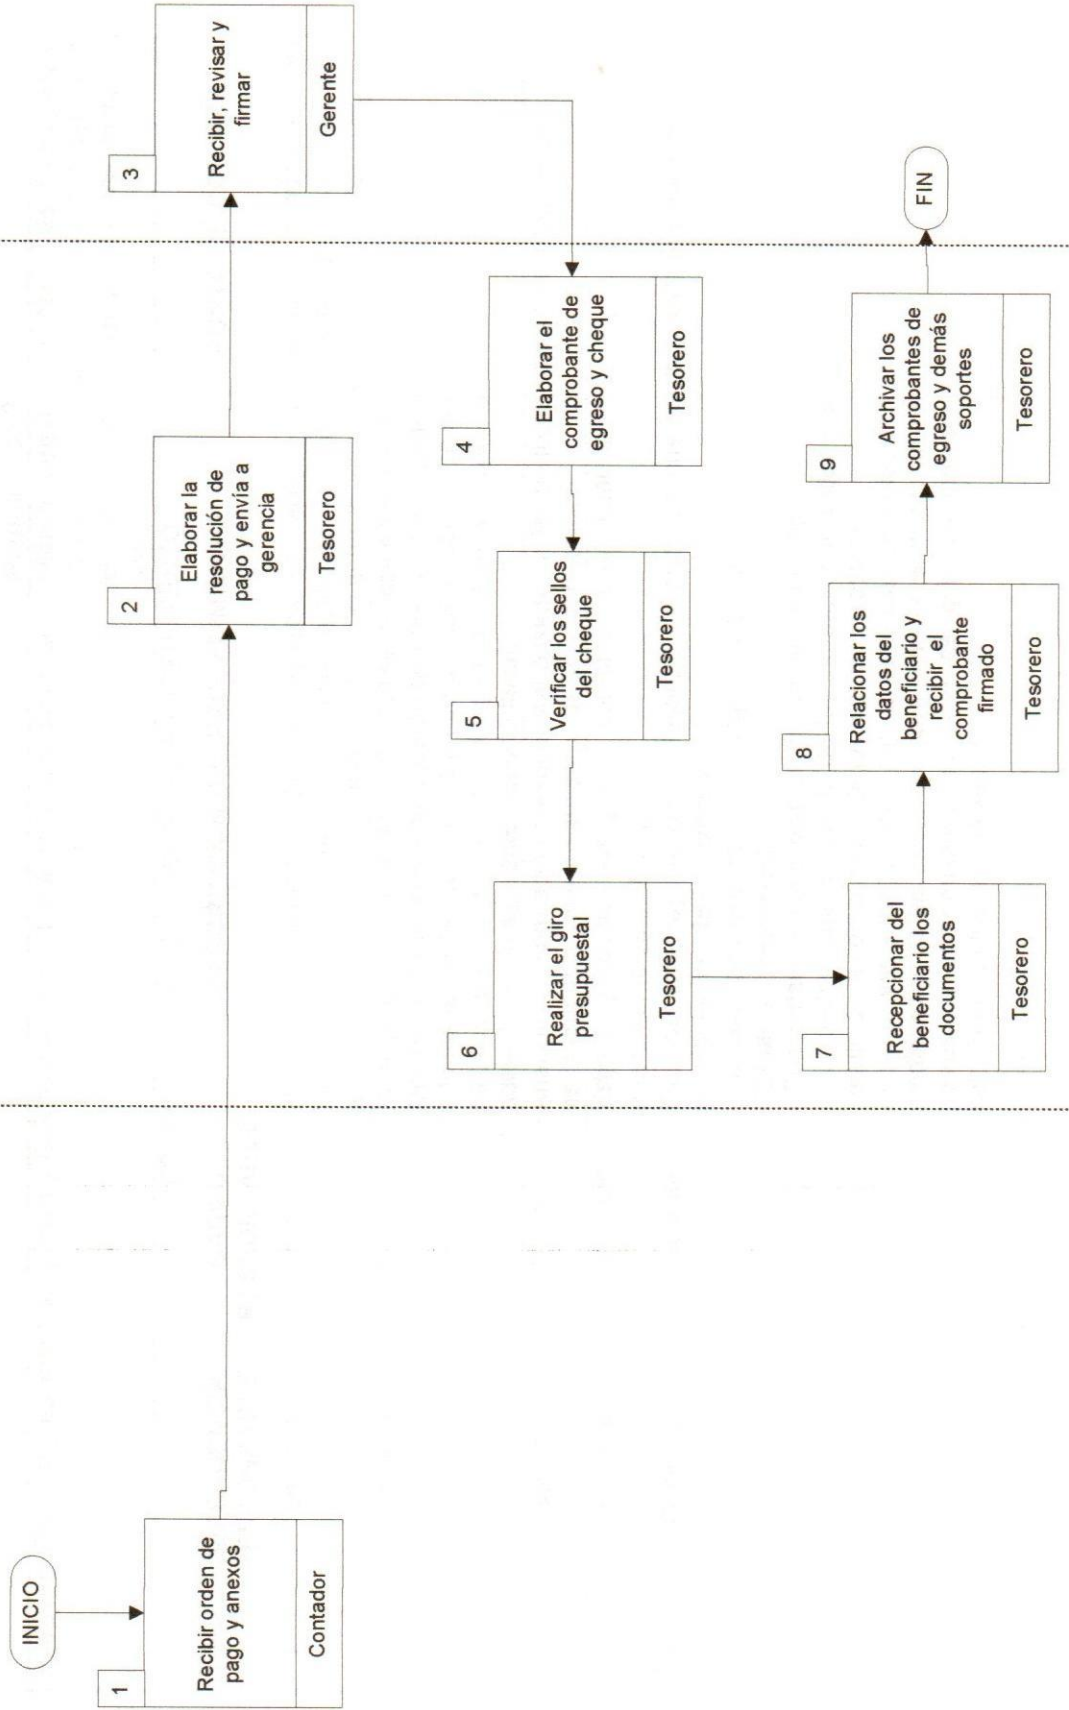 INICIO
1
Recibir orden de
pago y anexos
Contador
2
Elaborar la
resolución de
pago y envía a
gerencia
Tesorero
3
Recibir, revisar y
firmar
Gerente
4
Elaborar el
comprobante de
egreso y cheque
Tesorero
5
Verificar los sellos
del cheque
Tesorero
6
Realizar el giro
presupuestal
Tesorero
7
Recepcionar del
beneficiario los
documentos
Tesorero
8
Relacionar los
datos del
beneficiario y
recibir el
comprobante
firmado
Tesorero
9
Archivar los
comprobantes de
egreso y demás
soportes
Tesorero
FIN